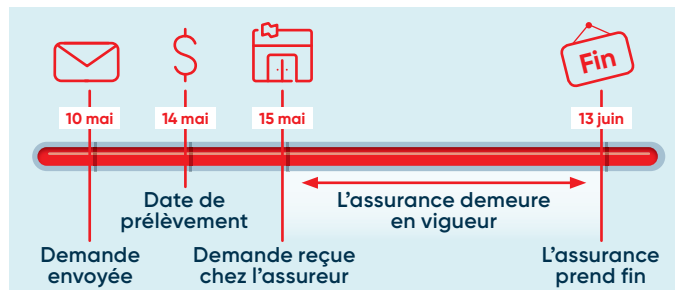 $
Fin
10 mai
14 mai
15 mai
13 juin
Date de
prélèvement
L'assurance demeure
en vigueur
Demande
envoyée
Demande reçue
chez l'assureur
L'assurance
prend fin